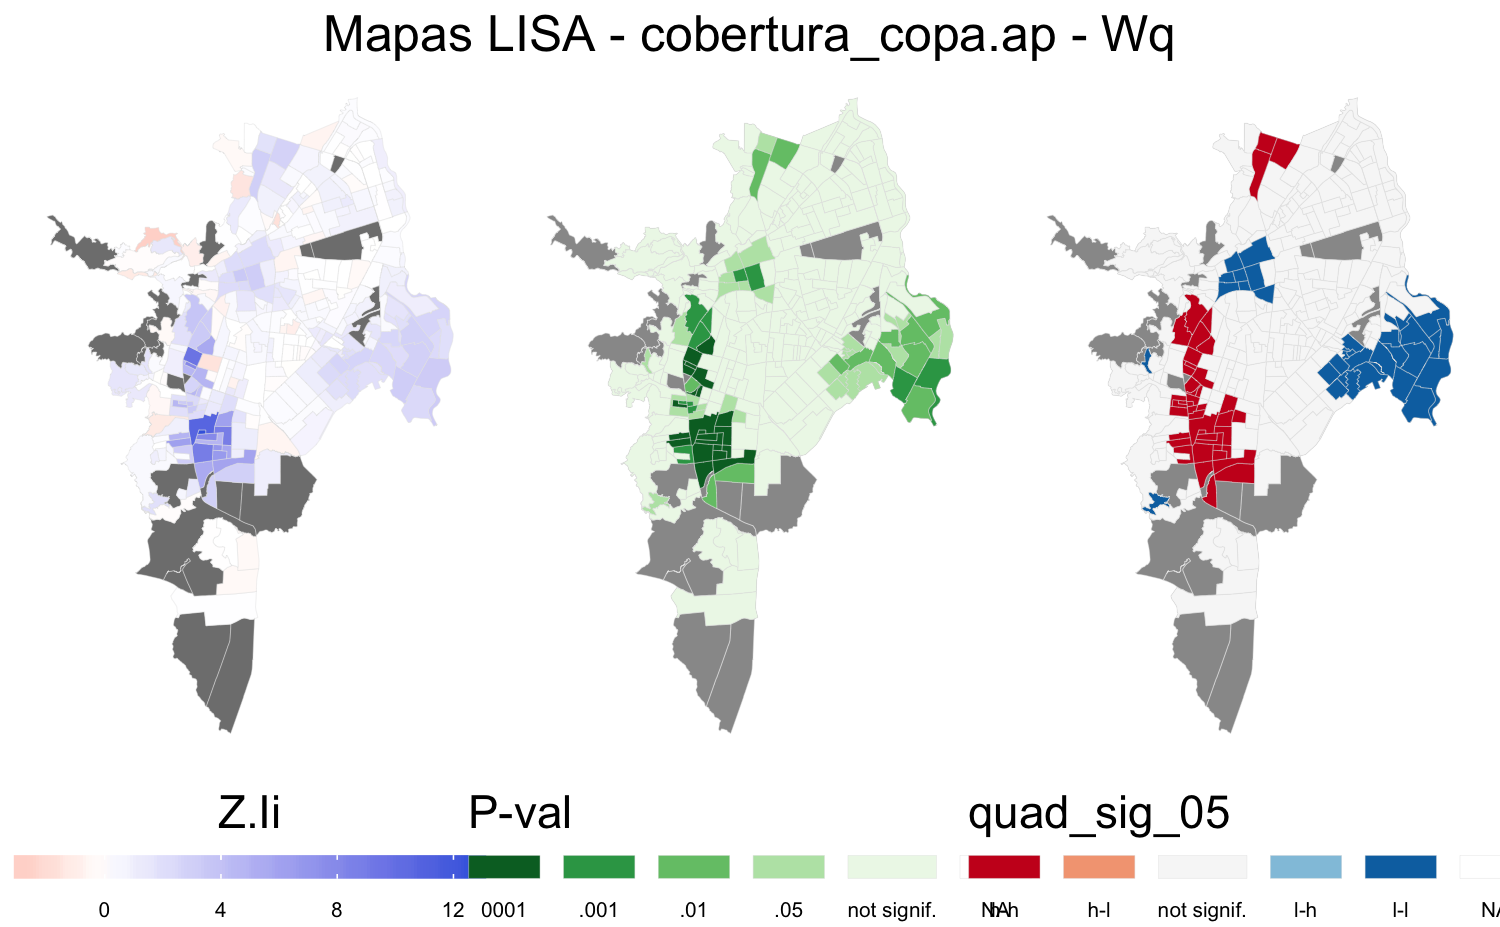 Mapas LISA - cobertura_copa.ap - Wq
Z.Ii
P-val
quad_sig_05
0 4 8 12
0001 .001 .01 .05 not signif. NA
h-h h-l not signif. l-h l-l NA